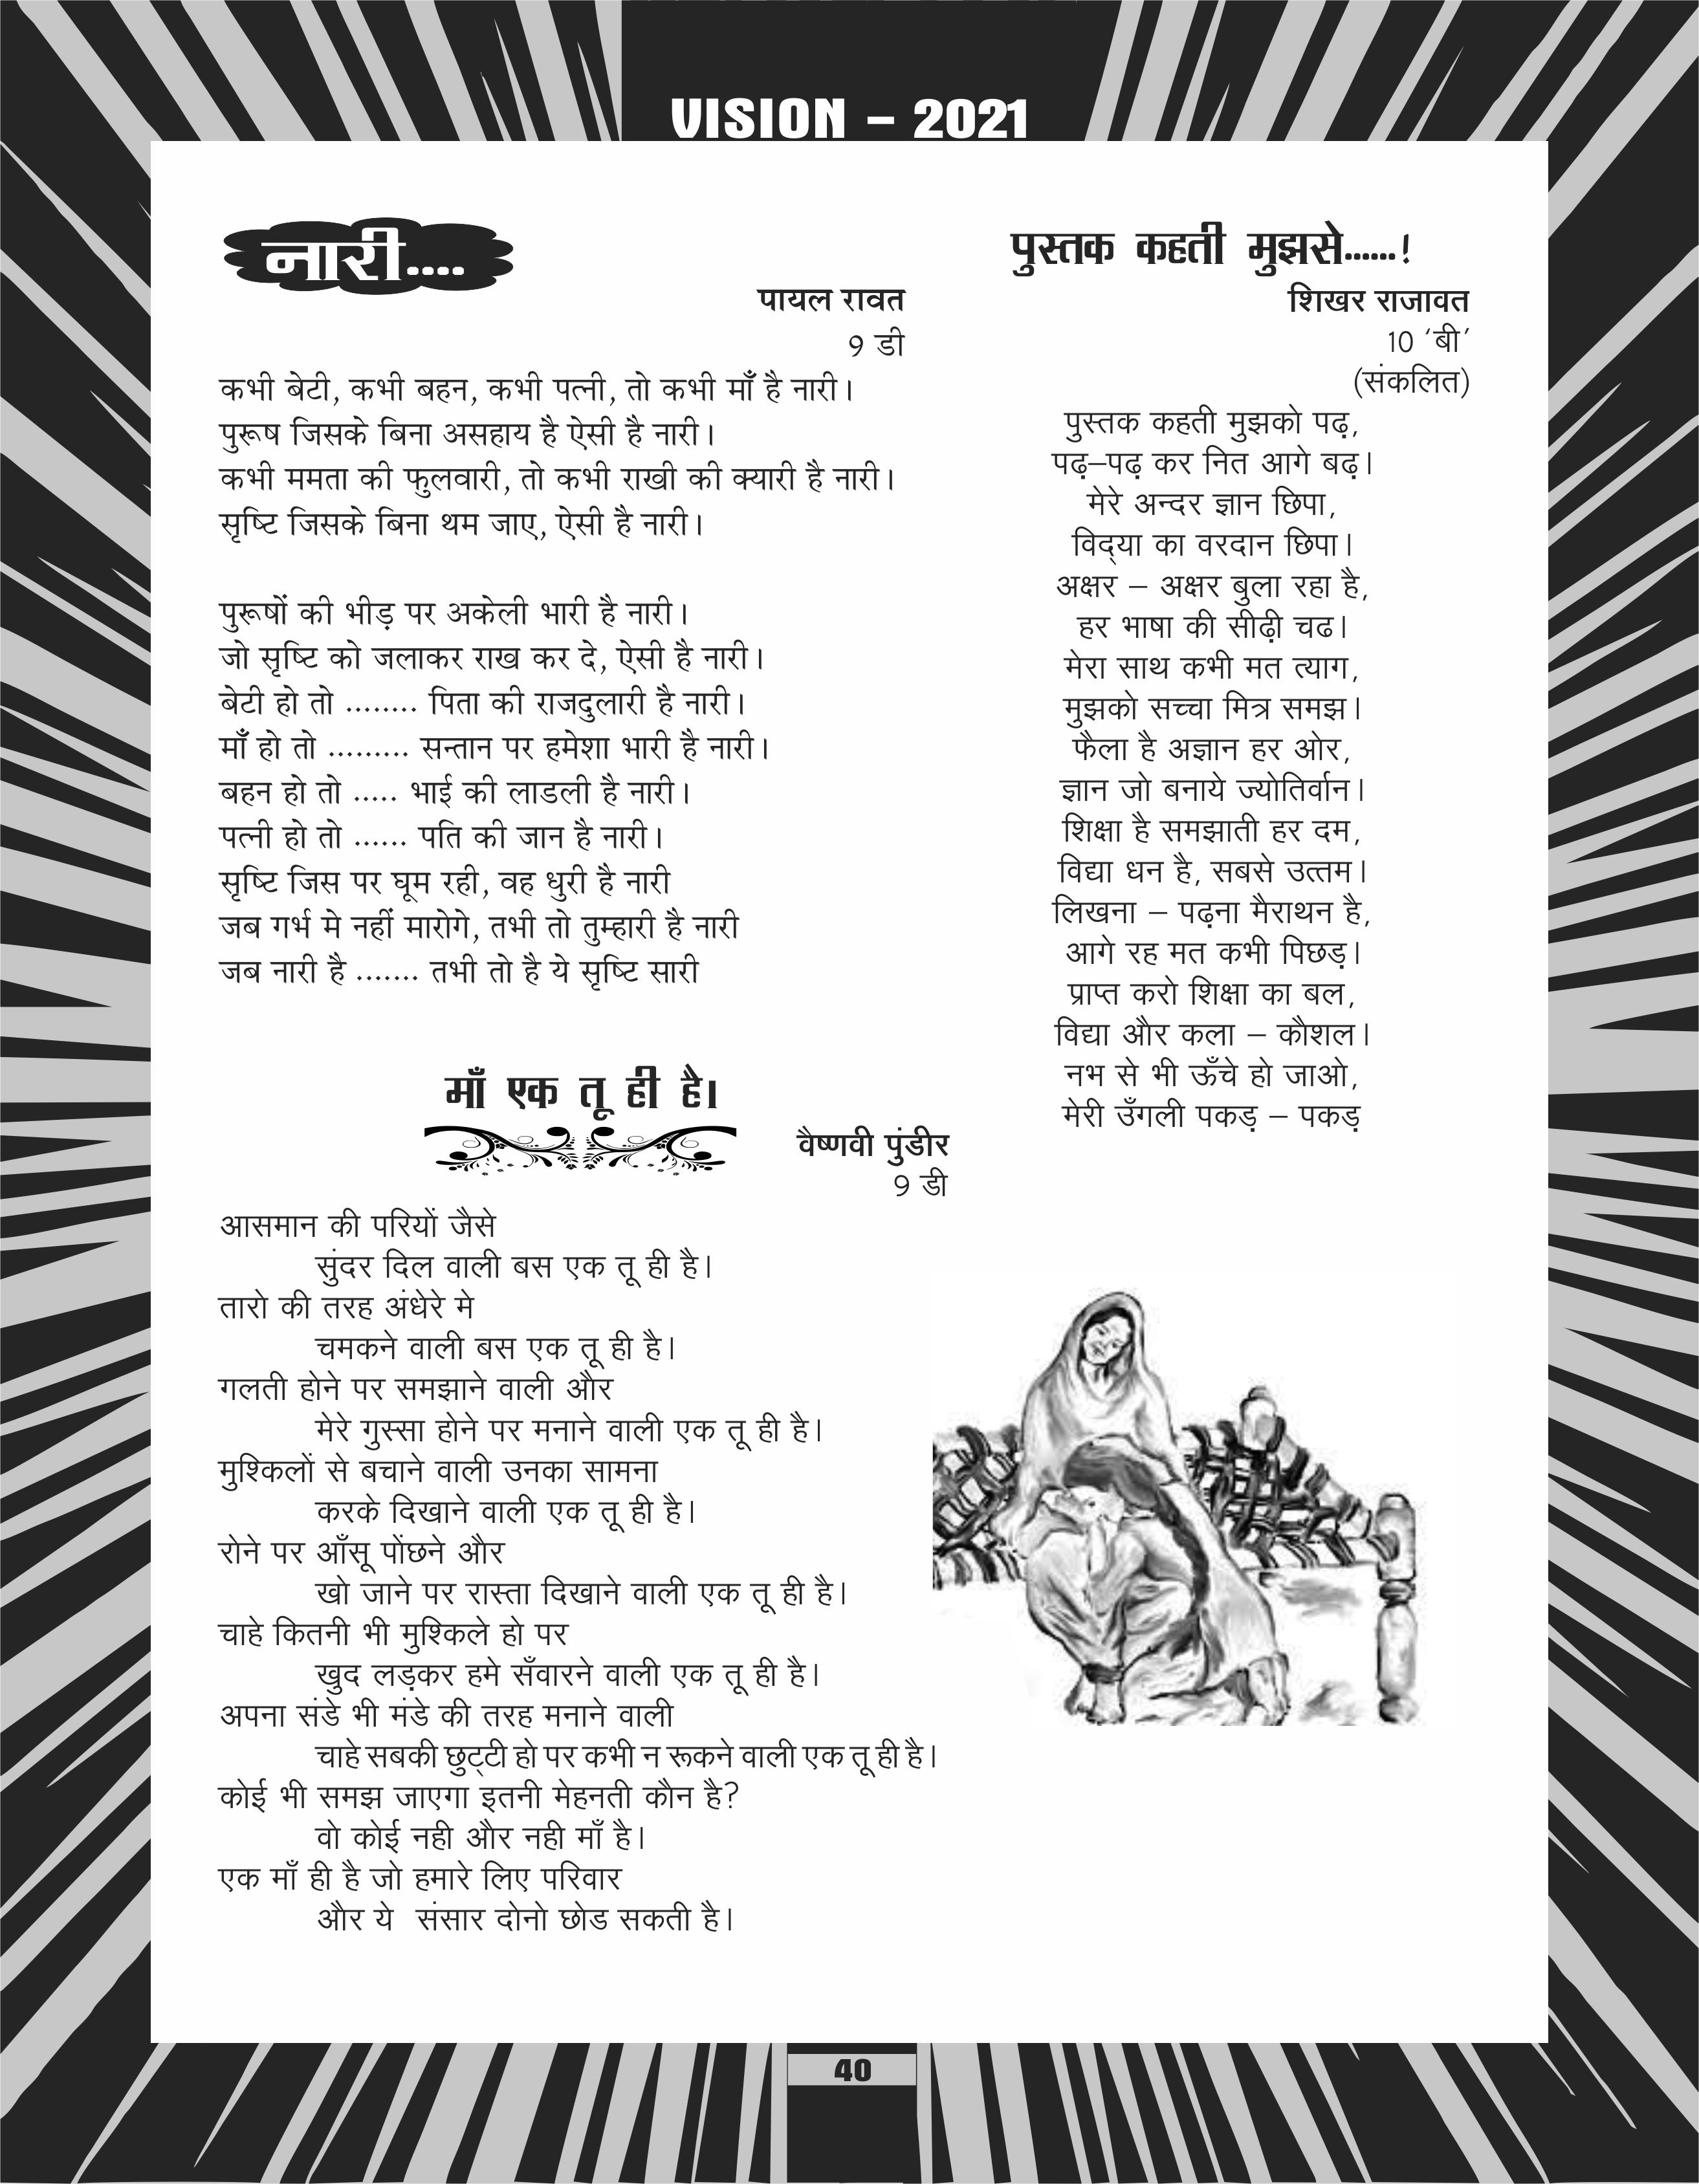 VISION – 2021
नारी....
पायल रावत
9 डी
कभी बेटी, कभी बहन, कभी पत्नी, तो कभी माँ है नारी।
पुरूष जिसके बिना असहाय है ऐसी है नारी।
कभी ममता की फुलवारी, तो कभी राखी की क्यारी है नारी।
सृष्टि जिसके बिना थम जाए, ऐसी है नारी।
पुरूषों की भीड़ पर अकेली भारी है नारी।
जो सृष्टि को जलाकर राख कर दे, ऐसी है नारी।
बेटी हो तो ........ पिता की राजदुलारी है नारी।
माँ हो तो ......... सन्तान पर हमेशा भारी है नारी।
बहन हो तो ..... भाई की लाडली है नारी।
पत्नी हो तो ...... पति की जान है नारी।
सृष्टि जिस पर घूम रही, वह धुरी है नारी
जब गर्भ मे नहीं मारोगे, तभी तो तुम्हारी है नारी
जब नारी है ....... तभी तो है ये सृष्टि सारी
माँ एक तू ही है।
वैष्णवी पुंडीर
9 डी
आसमान की परियों जैसे
सुंदर दिल वाली बस एक तू ही है।
तारो की तरह अंधेरे मे
चमकने वाली बस एक तू ही है।
गलती होने पर समझाने वाली और
मेरे गुस्सा होने पर मनाने वाली एक तू ही है।
मुश्किलों से बचाने वाली उनका सामना
करके दिखाने वाली एक तू ही है।
रोने पर आँसू पोंछने और
खो जाने पर रास्ता दिखाने वाली एक तू ही है।
चाहे कितनी भी मुश्किले हो पर
खुद लड़कर हमे सँवारने वाली एक तू ही है।
अपना संडे भी मंडे की तरह मनाने वाली
चाहे सबकी छुट्टी हो पर कभी न रूकने वाली एक तू ही है।
कोई भी समझ जाएगा इतनी मेहनती कौन है?
वो कोई नही और नही माँ है।
एक माँ ही है जो हमारे लिए परिवार
और ये संसार दोनो छोड सकती है।
पुस्तक कहती मुझसे......!
शिखर राजावत
10 'बी'
(संकलित)
पुस्तक कहती मुझको पढ़,
पढ़–पढ़ कर नित आगे बढ़।
मेरे अन्दर ज्ञान छिपा,
विद्‌या का वरदान छिपा।
अक्षर – अक्षर बुला रहा है,
हर भाषा की सीढ़ी चढ।
मेरा साथ कभी मत त्याग,
मुझको सच्चा मित्र समझ।
फैला है अज्ञान हर ओर,
ज्ञान जो बनाये ज्योतिर्वान।
शिक्षा है समझाती हर दम,
विद्या धन है, सबसे उत्तम।
लिखना – पढ़ना मैराथन है,
आगे रह मत कभी पिछड़।
प्राप्त करो शिक्षा का बल,
विद्या और कला – कौशल।
नभ से भी ऊँचे हो जाओ,
मेरी उँगली पकड़ – पकड़
40